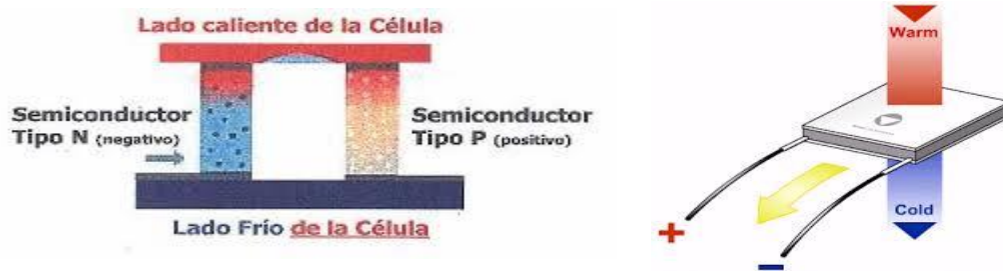 Lado caliente de la Célula
Semiconductor
Tipo N (negativo)
Semiconductor
Tipo P (positivo)
Lado Frío de la Célula
Warm
Cold
+
−